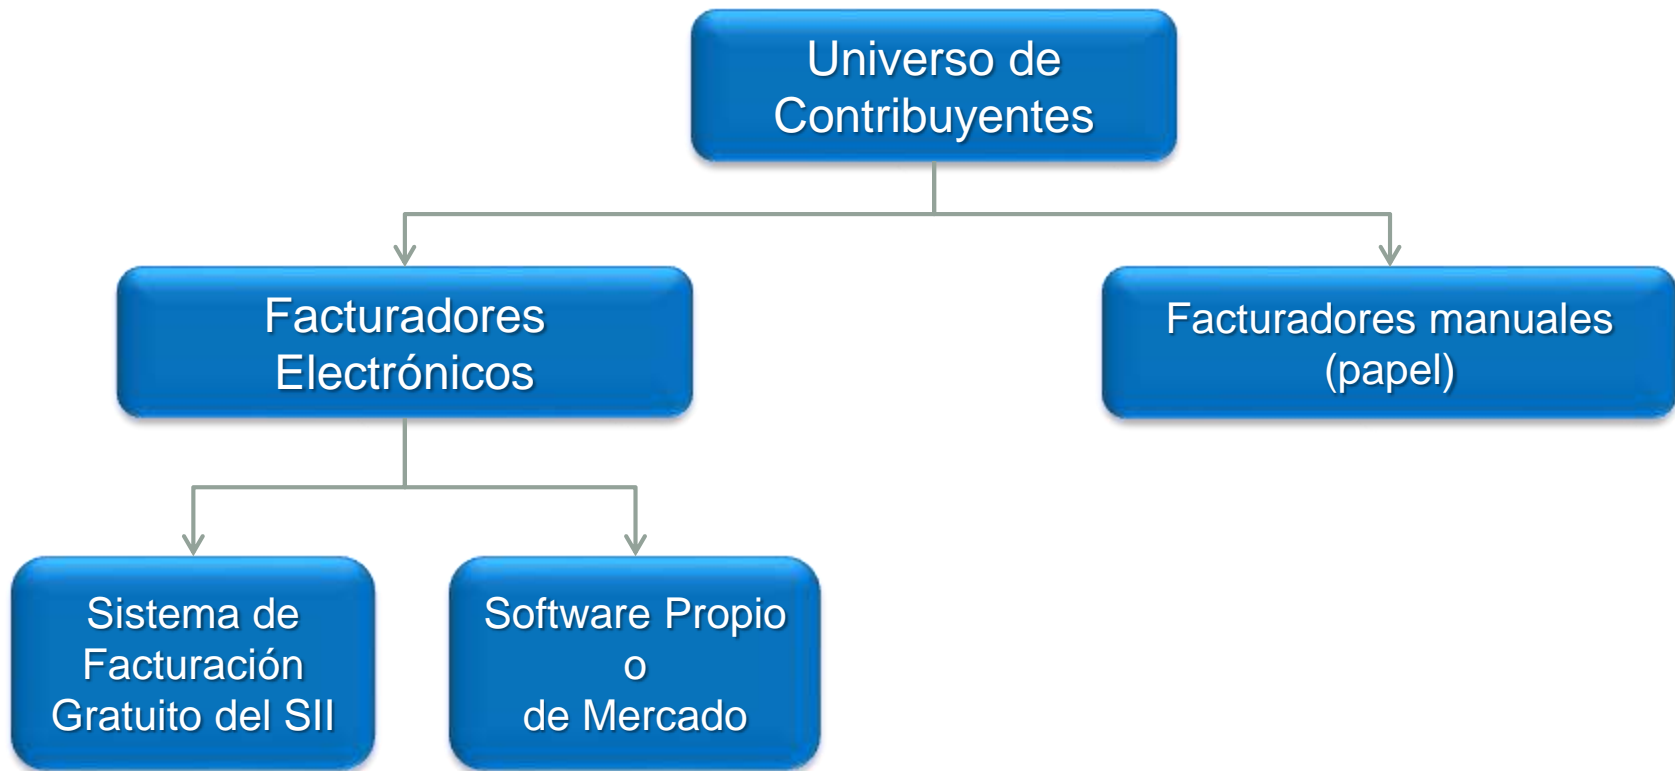 Universo de
Contribuyentes
Facturadores
Electrónicos
Facturadores manuales
(papel)
Sistema de
Facturación
Gratuito del SII
Software Propio
o
de Mercado